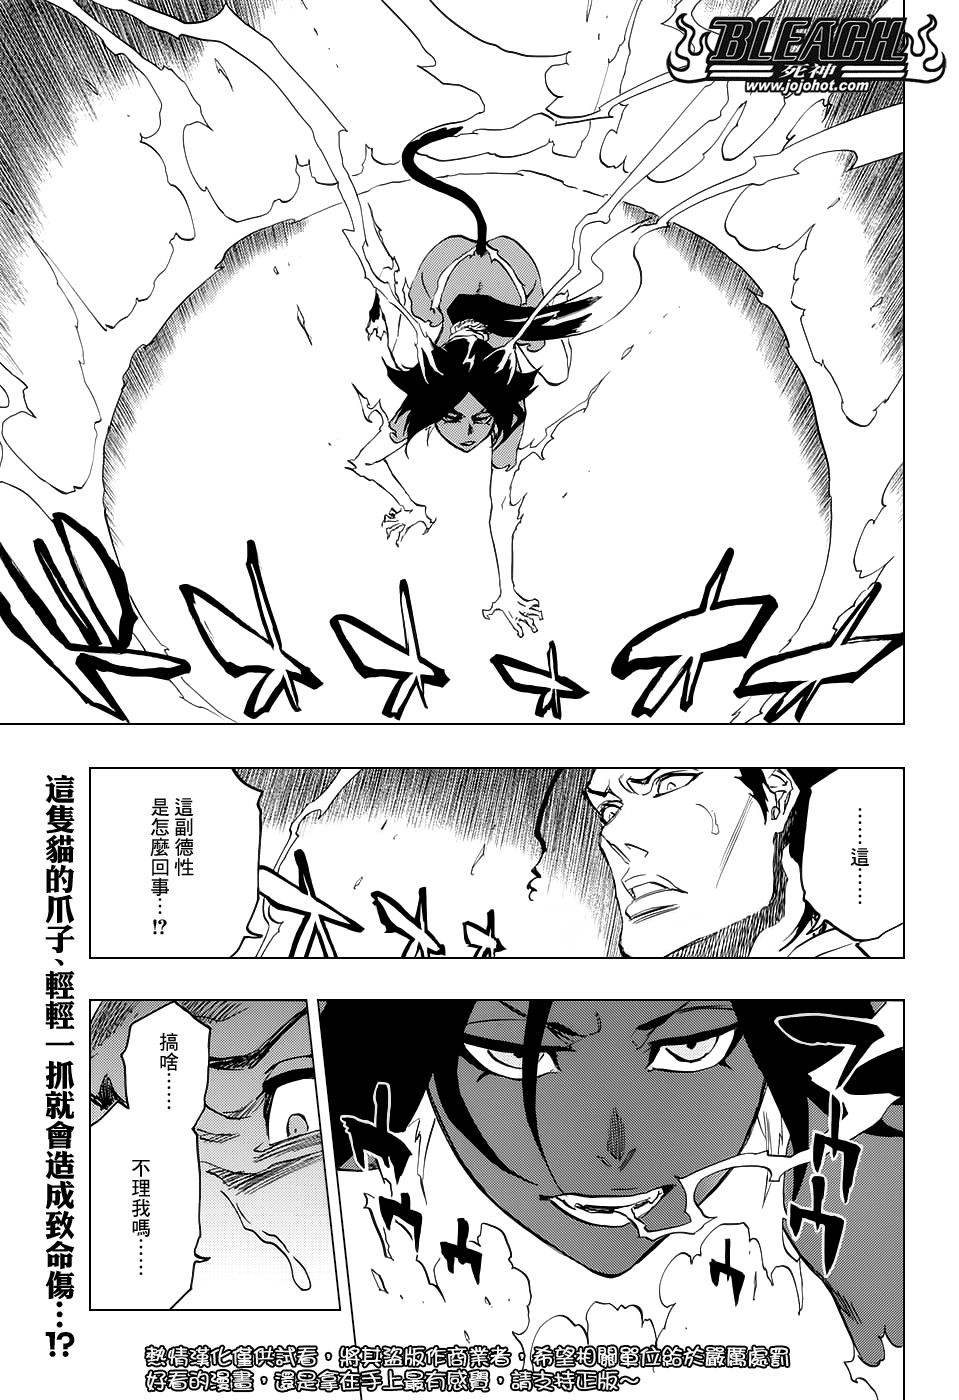 BLEACH
死神
www.jojohot.com
……這……
這副德性
是怎麼回事…!?
搞啥……
不理我嗎……
這隻貓的爪子、輕輕一抓就會造成致命傷…!?
熱情漢化僅供試看，將其盜版作商業者，希望相關單位給於嚴厲處罰
好看的漫畫，還是拿在手上最有感覺，請支持正版～